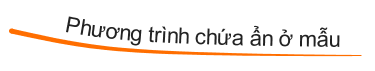 Phương trình chứa ẩn ở mẫu